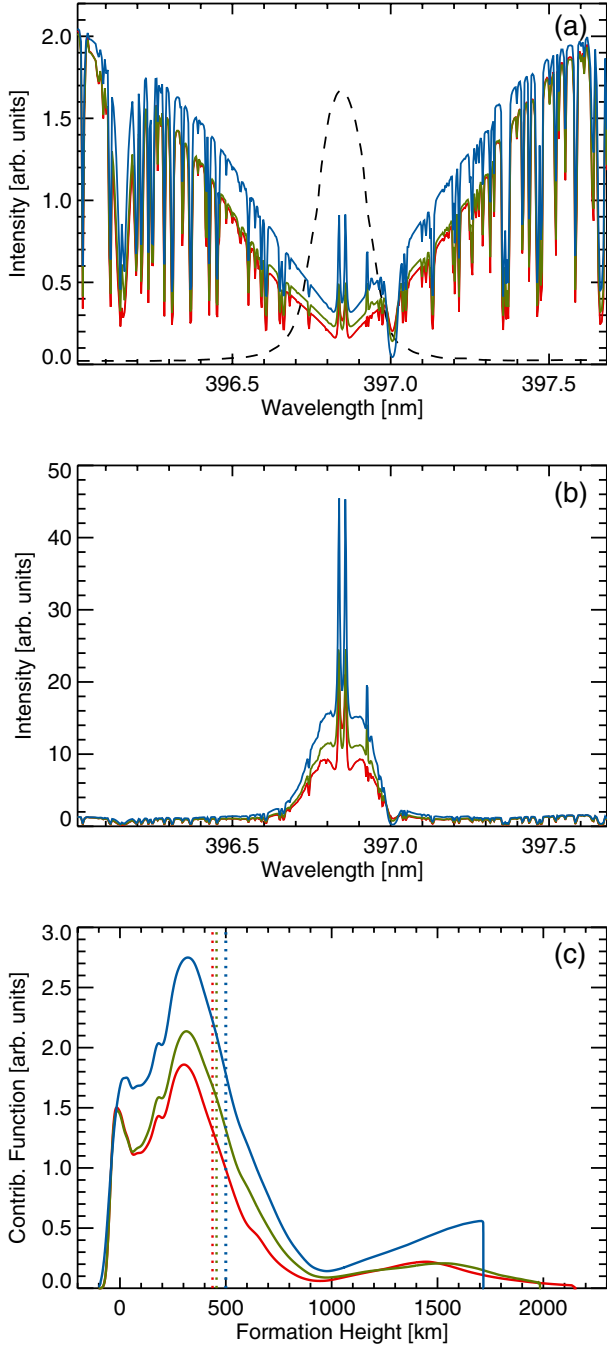 (a)
2.0
1.5
1.0
0.5
0.0
Intensity [arb. units]
396.5 397.0 397.5
Wavelength [nm]
(b)
50
40
30
20
10
0
Intensity [arb. units]
396.5 397.0 397.5
Wavelength [nm]
(c)
3.0
2.5
2.0
1.5
1.0
0.5
0.0
Contrib. Function [arb. units]
0 500 1000 1500 2000
Formation Height [km]